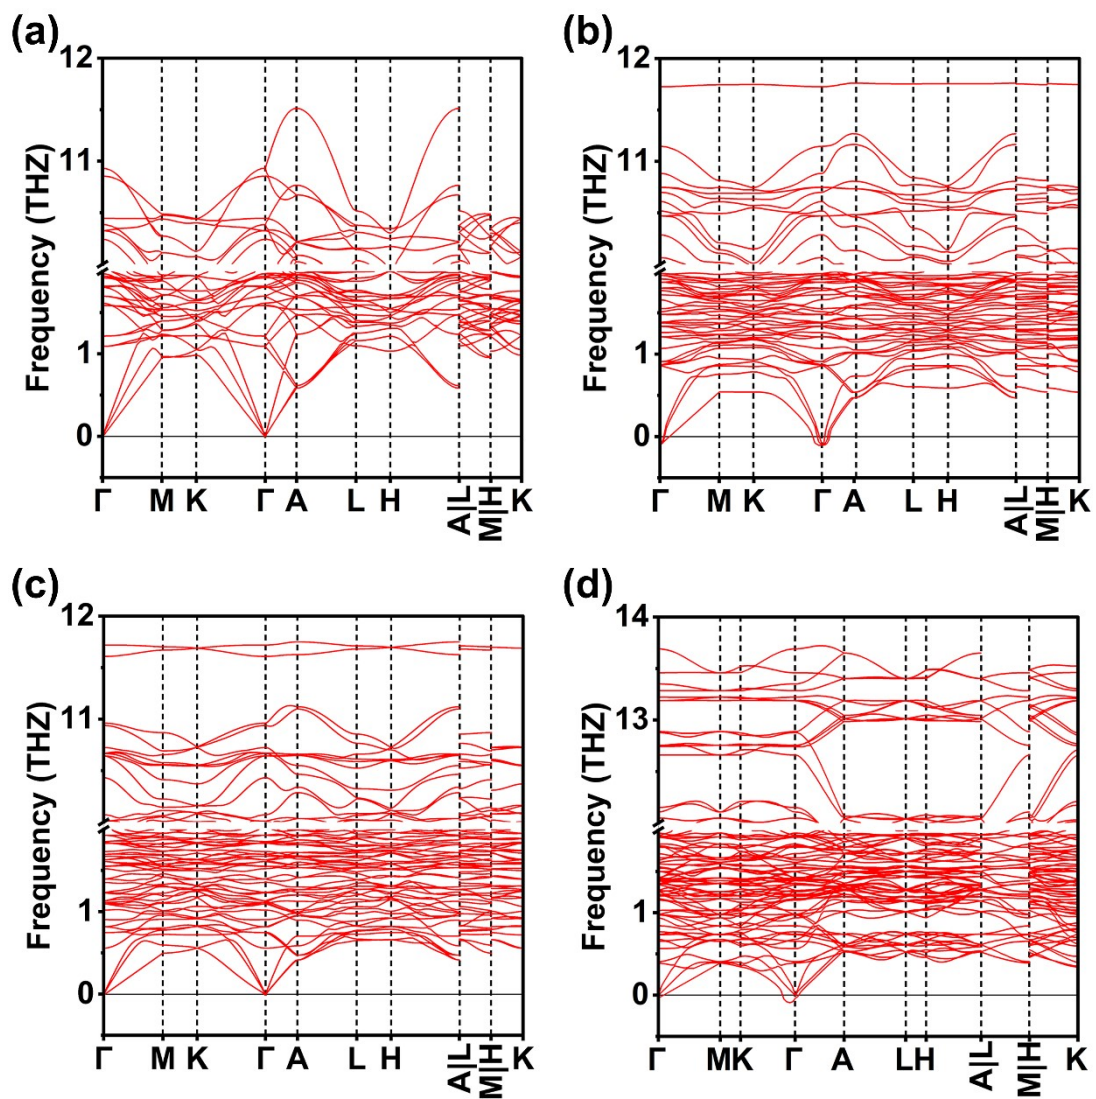 (a)
12
11
1
0
Frequency (THZ)
Γ M K Γ A L H A|L M|H K
(b)
12
11
1
0
Frequency (THZ)
Γ M K Γ A L H A|L M|H K
(c)
12
11
1
0
Frequency (THZ)
Γ M K Γ A L H A|L M|H K
(d)
14
13
1
0
Frequency (THZ)
Γ M K Γ A L H A|L M|H K